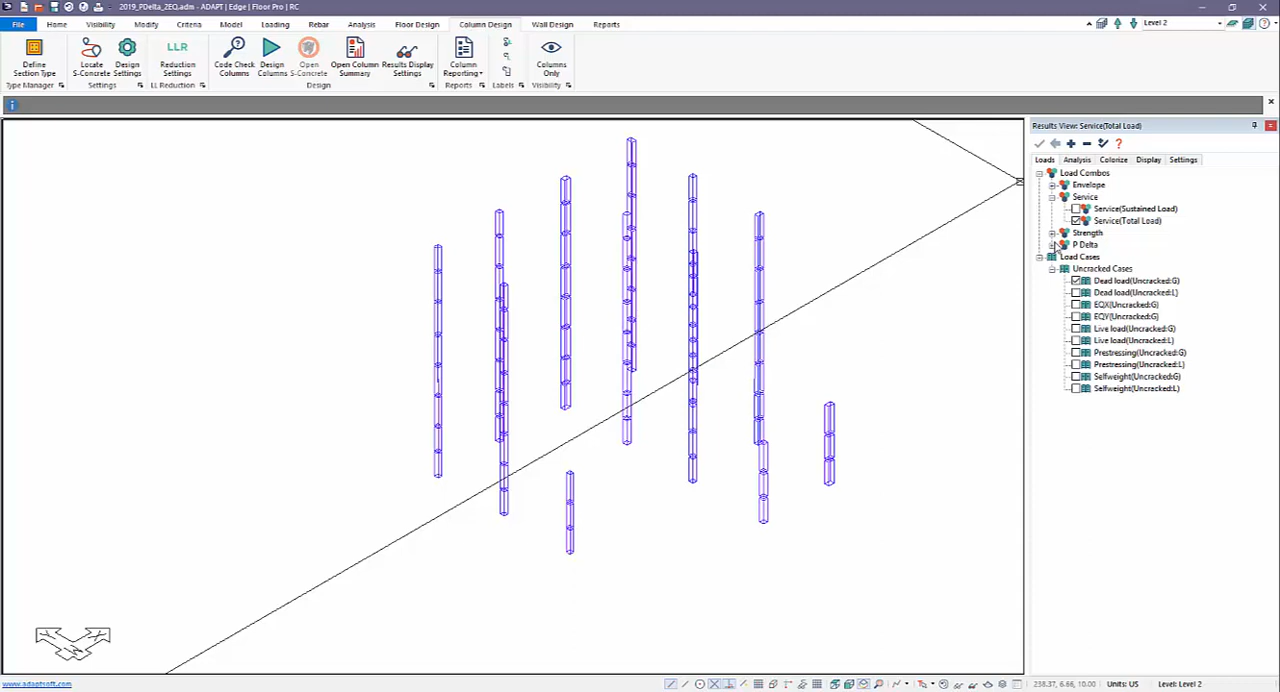 2019_PDelta_2EQ.adm - ADAPT | Edge | Floor Pro | RC
File Home Visibility Modify Criteria Model Loading Rebar Analysis Floor Design Column Design Wall Design Reports Level 2
LLR
Define Section Type
Locate S-Concrete
Design Settings
Reduction Settings
Code Check Columns
Design Columns
Open S-Concrete
Open Column Summary
Results Display Settings
Column Reporting
Columns Only
Type Manager Settings LL Reduction Design Reports Labels Visibility
Results View: Service(Total Load)
Loads Analysis Colorize Display Settings
Load Combos
Envelope
Service
Service(Sustained Load)
Service(Total Load)
Strength
P Delta
Load Cases
Uncracked Cases
Dead load(Uncracked:G)
Dead load(Uncracked:L)
EQX(Uncracked:G)
EQY(Uncracked:G)
Live load(Uncracked:G)
Live load(Uncracked:L)
Prestressing(Uncracked:G)
Prestressing(Uncracked:L)
Selfweight(Uncracked:G)
Selfweight(Uncracked:L)
www.adaptsoft.com
238.37, 6.66, 10.00 Units: US Level: Level 2